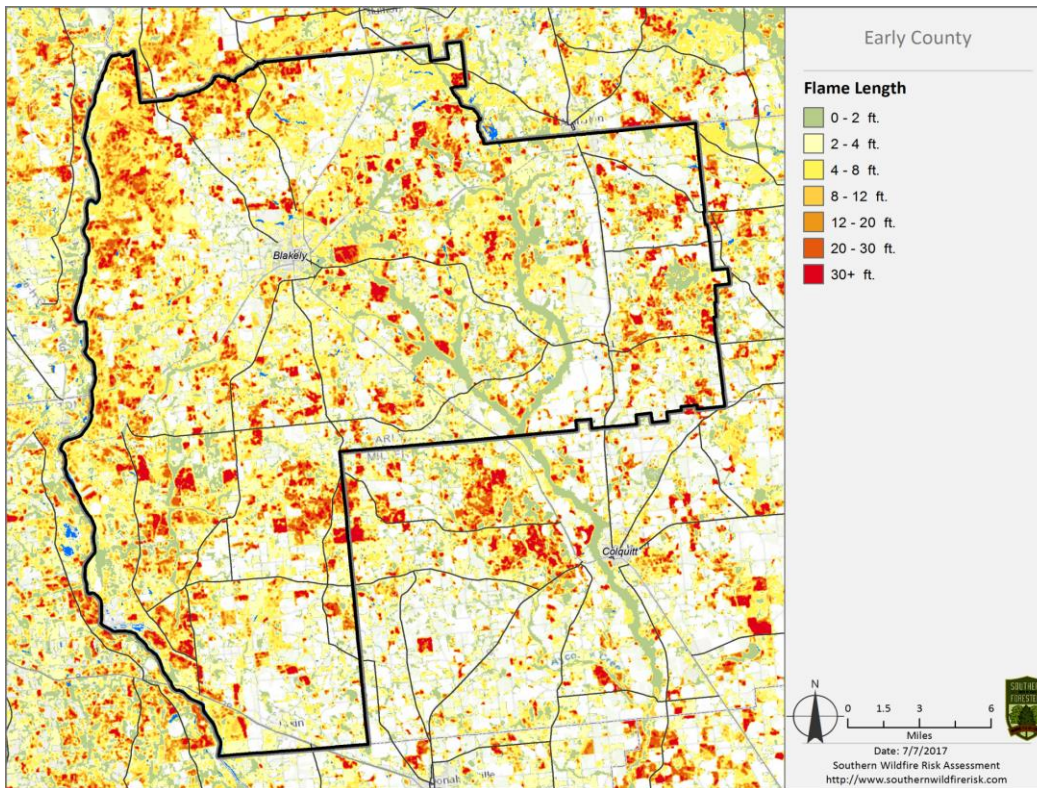 Early County
Flame Length
0 - 2 ft.
2 - 4 ft.
4 - 8 ft.
8 - 12 ft.
12 - 20 ft.
20 - 30 ft.
30+ ft.
Blakely
Colquitt
N
0 1.5 3 6
Miles
Date: 7/7/2017
Southern Wildfire Risk Assessment
http://www.southernwildfirerisk.com